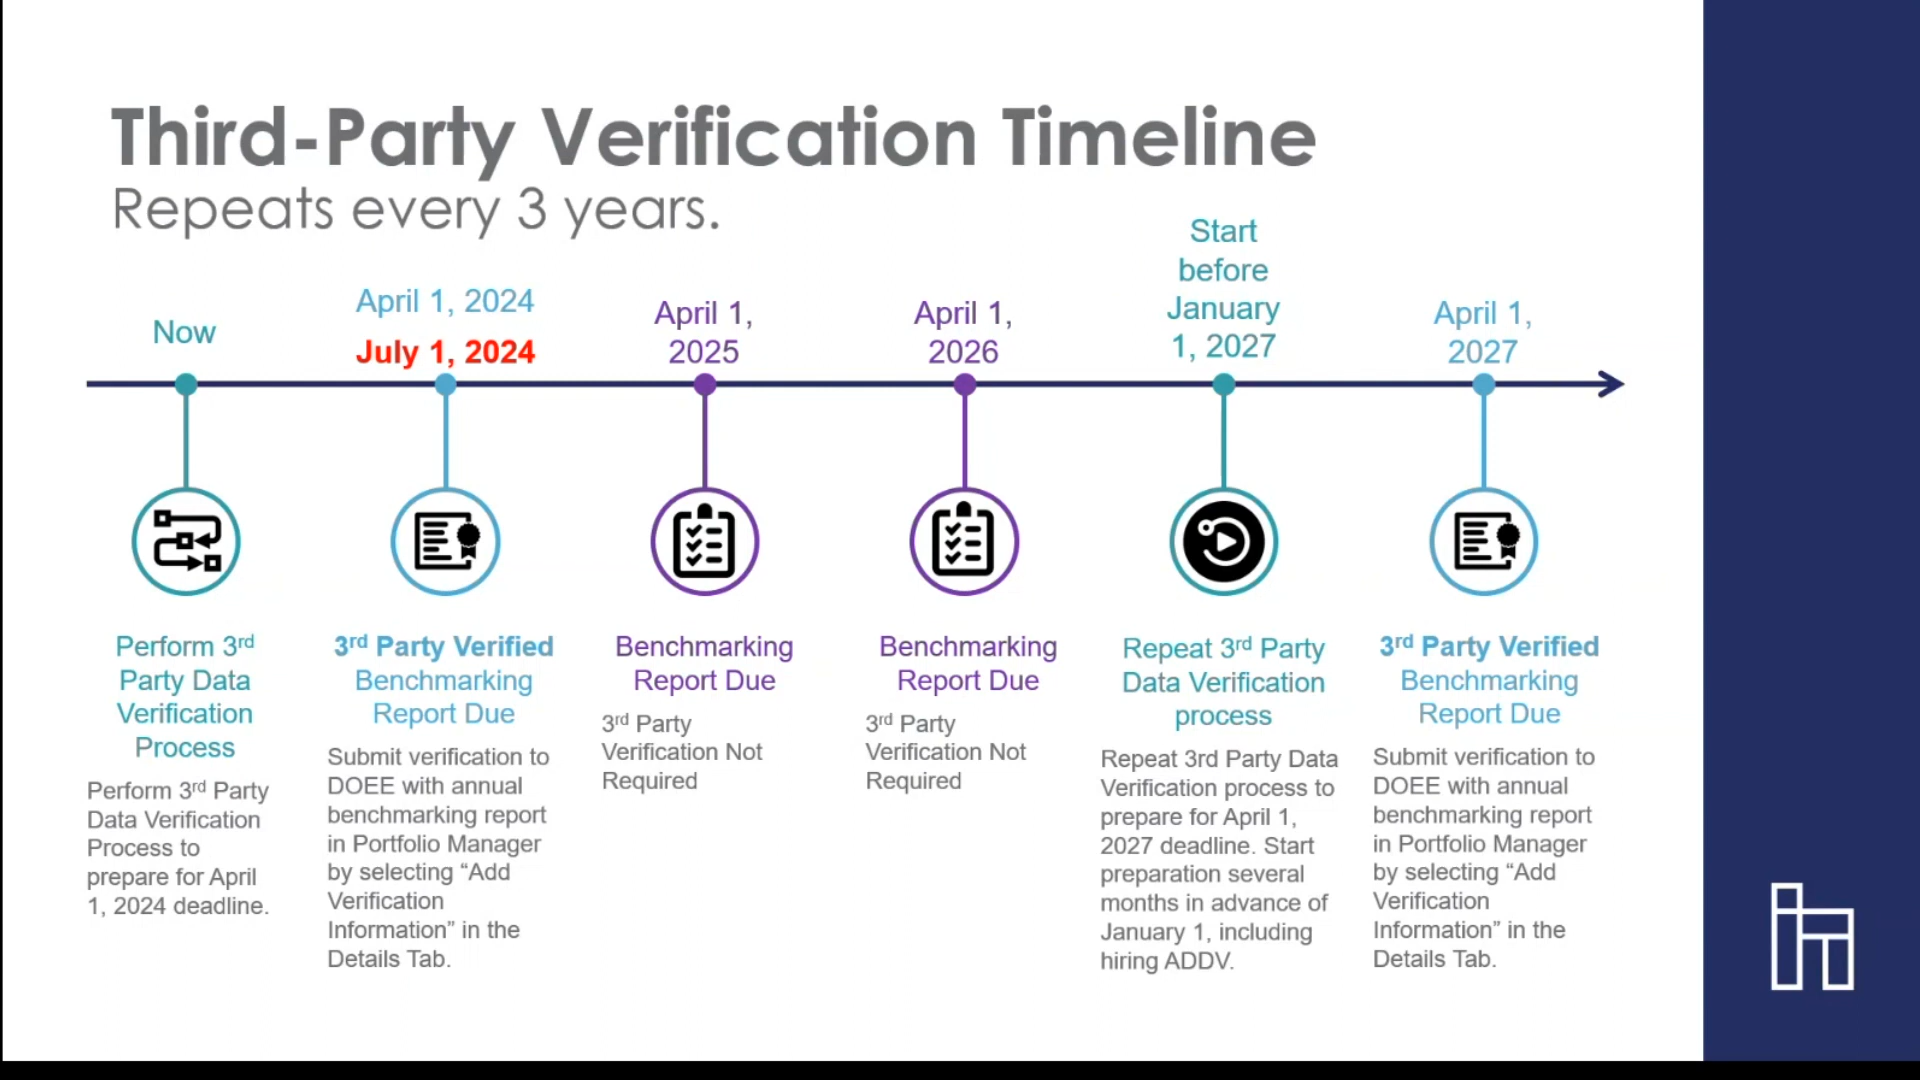 Third-Party Verification Timeline
Repeats every 3 years.
Now
April 1, 2024
July 1, 2024
April 1,
2025
April 1,
2026
Start
before
January
1, 2027
April 1,
2027
Perform 3rd
Party Data
Verification
Process
Perform 3rd Party
Data Verification
Process to
prepare for April
1, 2024 deadline.
3rd Party Verified
Benchmarking
Report Due
Submit verification to
DOEE with annual
benchmarking report
in Portfolio Manager
by selecting “Add
Verification
Information” in the
Details Tab.
Benchmarking
Report Due
3rd Party
Verification Not
Required
Benchmarking
Report Due
3rd Party
Verification Not
Required
Repeat 3rd Party
Data Verification
process
Repeat 3rd Party Data
Verification process to
prepare for April 1,
2027 deadline. Start
preparation several
months in advance of
January 1, including
hiring ADDV.
3rd Party Verified
Benchmarking
Report Due
Submit verification to
DOEE with annual
benchmarking report
in Portfolio Manager
by selecting “Add
Verification
Information” in the
Details Tab.